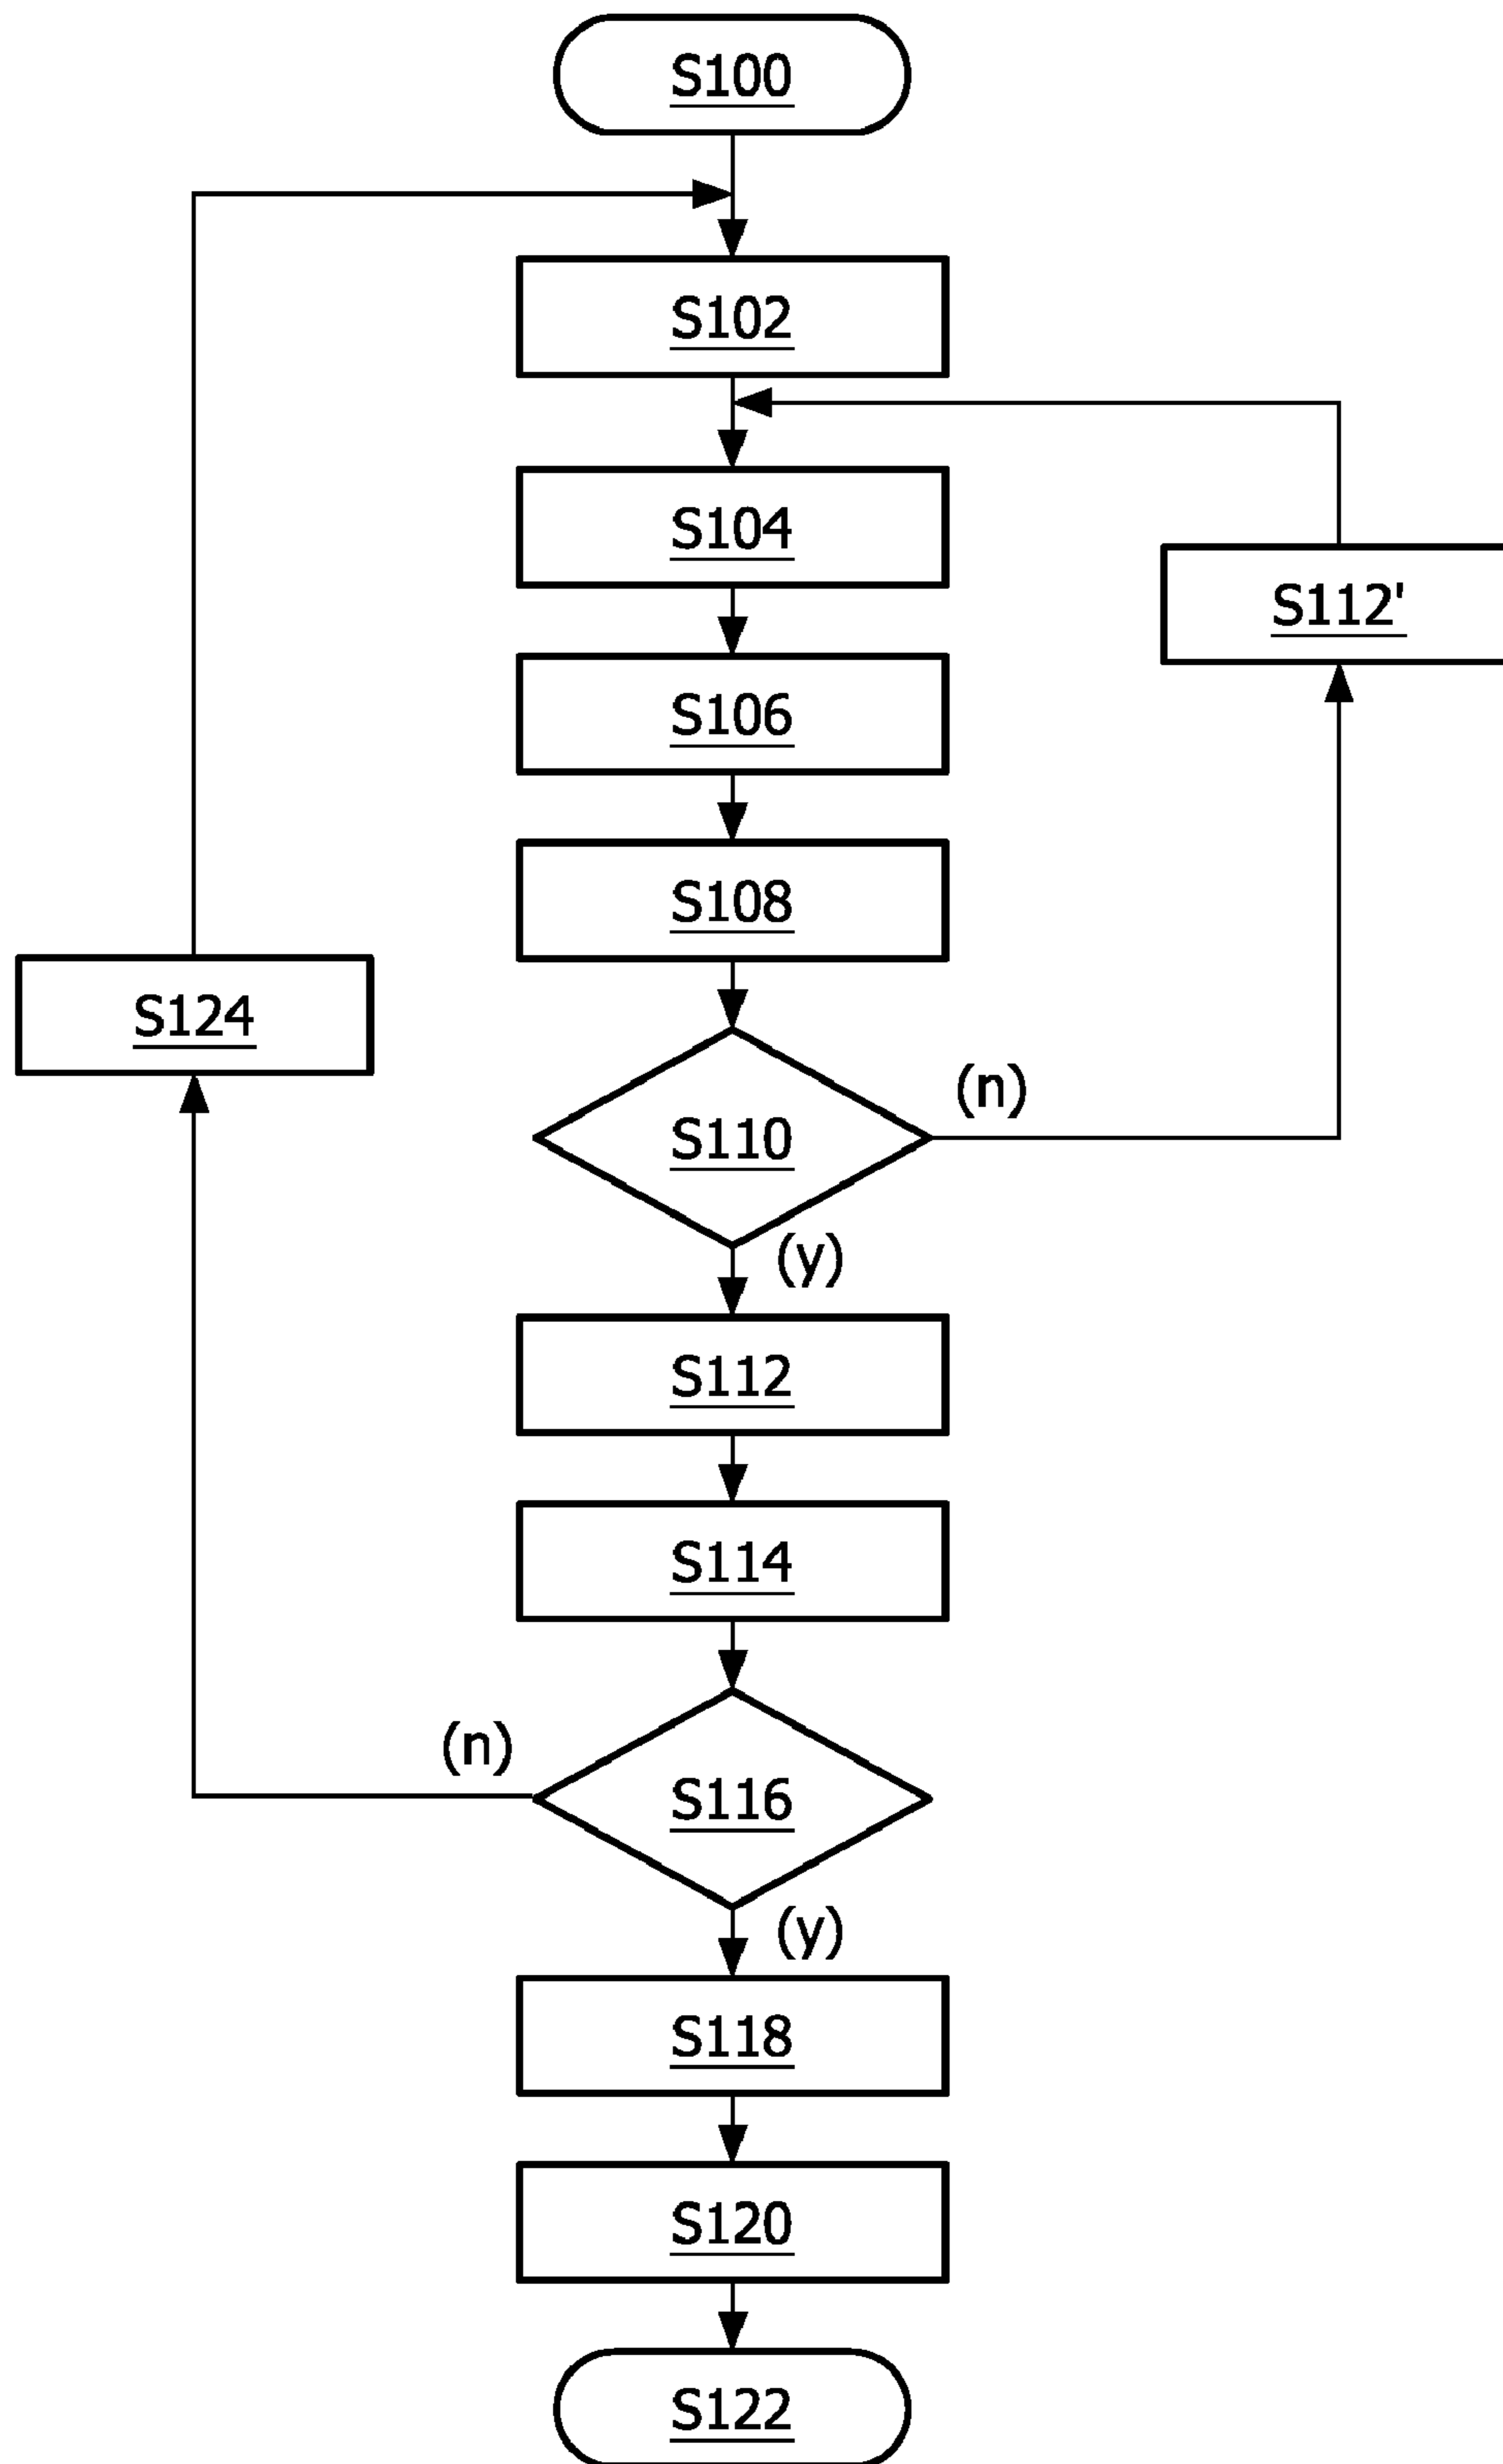 S100
S102
S104
S112'
S106
S108
S124
(n)
S110
(y)
S112
S114
(n)
S116
(y)
S118
S120
S122